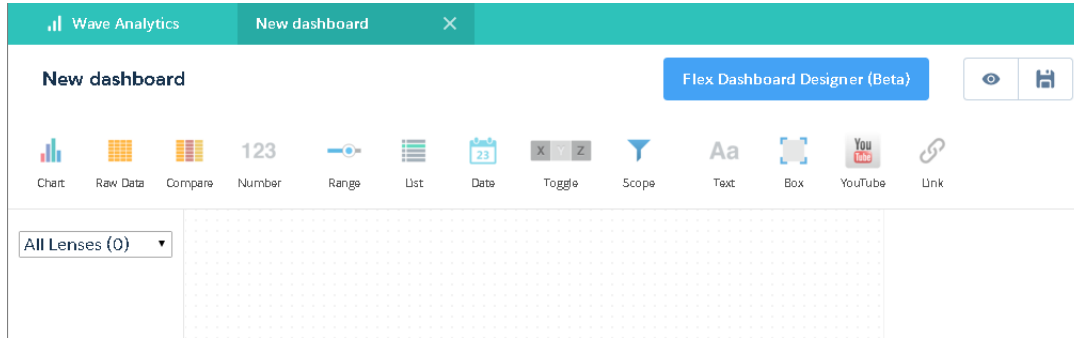 Wave Analytics New dashboard
New dashboard Flex Dashboard Designer (Beta)
123 23 X Y Z Aa You Tube
Chart Raw Data Compare Number Range List Date Toggle Scope Text Box YouTube Link
All Lenses (0)